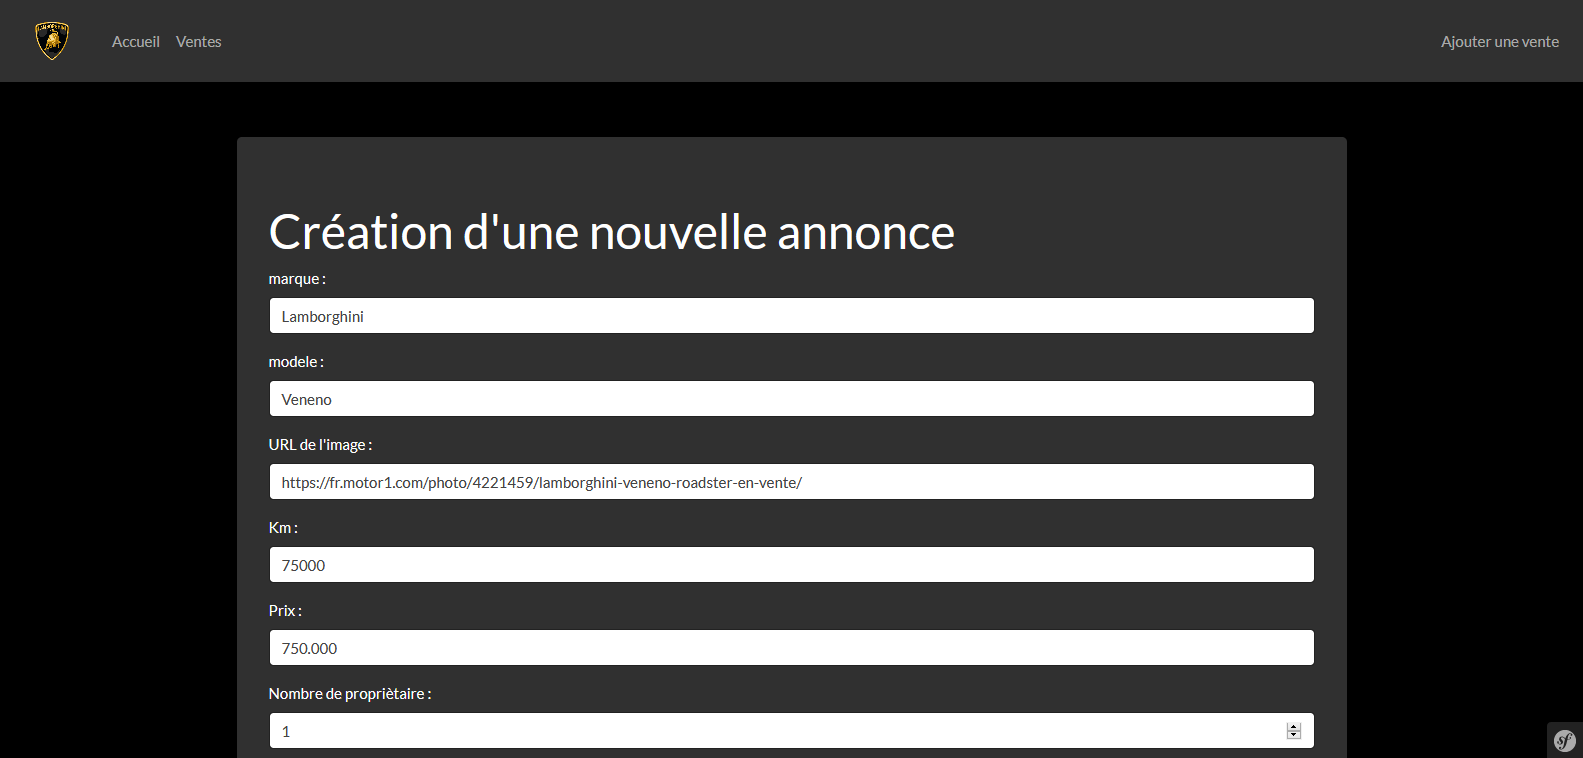 Accueil Ventes Ajouter une vente
Création d'une nouvelle annonce
marque :
Lamborghini
modele :
Veneno
URL de l'image :
https://fr.motor1.com/photo/4221459/lamborghini-veneno-roadster-en-vente/
Km :
75000
Prix :
750.000
Nombre de propriètaire :
1
sf